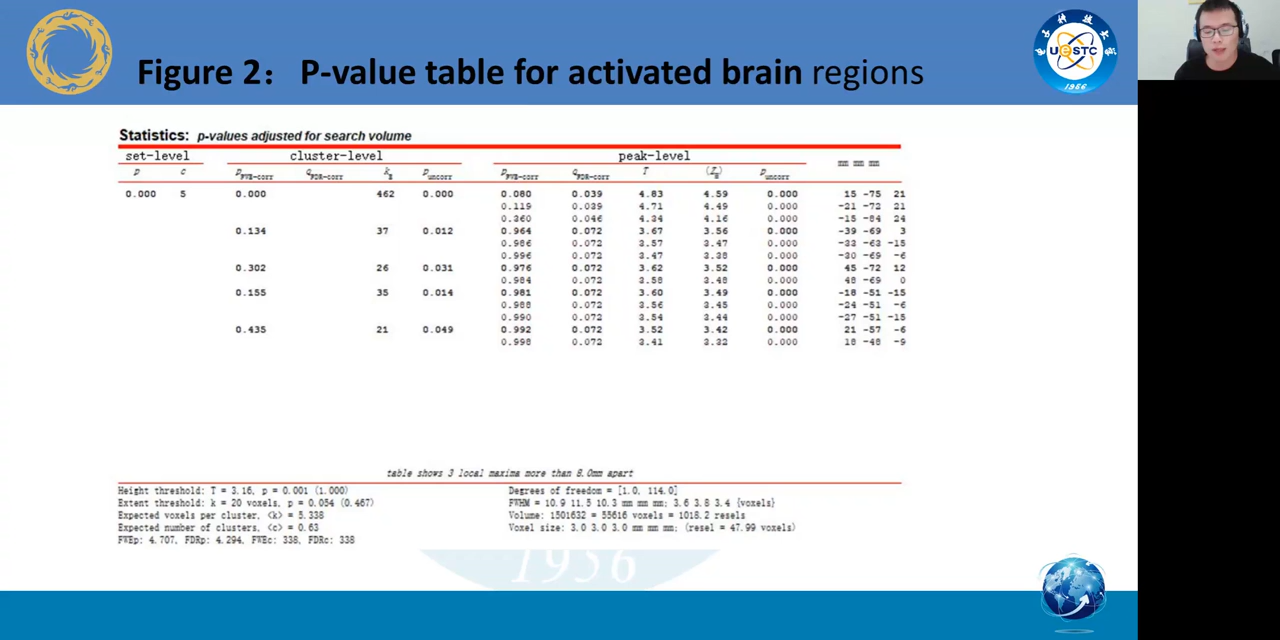 Figure 2： P-value table for activated brain regions
UESTC
1956
Statistics: p-values adjusted for search volume
set-level cluster-level peak-level mm mm mm
p c pFWE-corr qFDR-corr kE puncorr pFWE-corr qFDR-corr T (ZE) puncorr
0.000 5 0.000 462 0.000 0.080 0.039 4.83 4.59 0.000 15 -75 21
0.119 0.039 4.71 4.49 0.000 -21 -72 21
0.360 0.046 4.34 4.16 0.000 -15 -84 24
0.134 37 0.012 0.964 0.072 3.67 3.56 0.000 -39 -69 3
0.986 0.072 3.57 3.47 0.000 -33 -63 -15
0.996 0.072 3.47 3.38 0.000 -30 -69 -6
0.302 26 0.031 0.976 0.072 3.62 3.52 0.000 45 -72 12
0.984 0.072 3.58 3.48 0.000 48 -69 0
0.155 35 0.014 0.981 0.072 3.60 3.49 0.000 -18 -51 -15
0.988 0.072 3.56 3.45 0.000 -24 -51 -6
0.990 0.072 3.54 3.44 0.000 -27 -51 -15
0.435 21 0.049 0.992 0.072 3.52 3.42 0.000 21 -57 -6
0.998 0.072 3.41 3.32 0.000 18 -48 -9
table shows 3 local maxima more than 8.0mm apart
Height threshold: T = 3.16, p = 0.001 (1.000)
Extent threshold: k = 20 voxels, p = 0.054 (0.467)
Expected voxels per cluster, <k> = 5.338
Expected number of clusters, <c> = 0.63
FWEp: 4.707, FDRp: 4.294, FWEc: 338, FDRc: 338
Degrees of freedom = [1.0, 114.0]
FWHM = 10.9 11.5 10.3 mm mm mm; 3.6 3.8 3.4 {voxels}
Volume: 1501632 = 55616 voxels = 1018.2 resels
Voxel size: 3.0 3.0 3.0 mm mm mm; (resel = 47.99 voxels)
1956